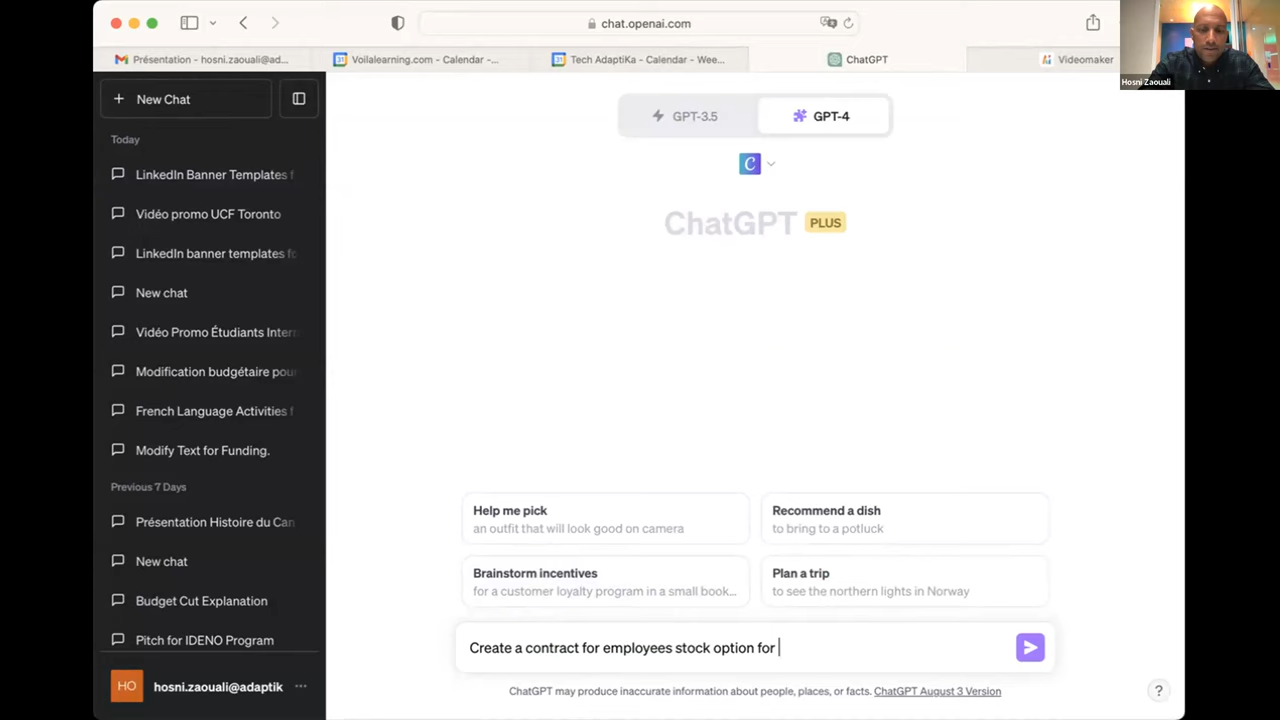 chat.openai.com
Présentation - hosni.zaouali@ad...
Voilalearning.com - Calendar -...
Tech AdaptiKa - Calendar - Wee...
ChatGPT
Videomaker
Hosni Zaouali
New Chat
Today
LinkedIn Banner Templates f
Vidéo promo UCF Toronto
LinkedIn banner templates fo
New chat
Vidéo Promo Étudiants Intern
Modification budgétaire pou
French Language Activities f
Modify Text for Funding.
Previous 7 Days
Présentation Histoire du Can
New chat
Budget Cut Explanation
Pitch for IDENO Program
HO
hosni.zaouali@adaptik
GPT-3.5
GPT-4
C
ChatGPT PLUS
Help me pick
an outfit that will look good on camera
Recommend a dish
to bring to a potluck
Brainstorm incentives
for a customer loyalty program in a small book...
Plan a trip
to see the northern lights in Norway
Create a contract for employees stock option for
ChatGPT may produce inaccurate information about people, places, or facts. ChatGPT August 3 Version
?